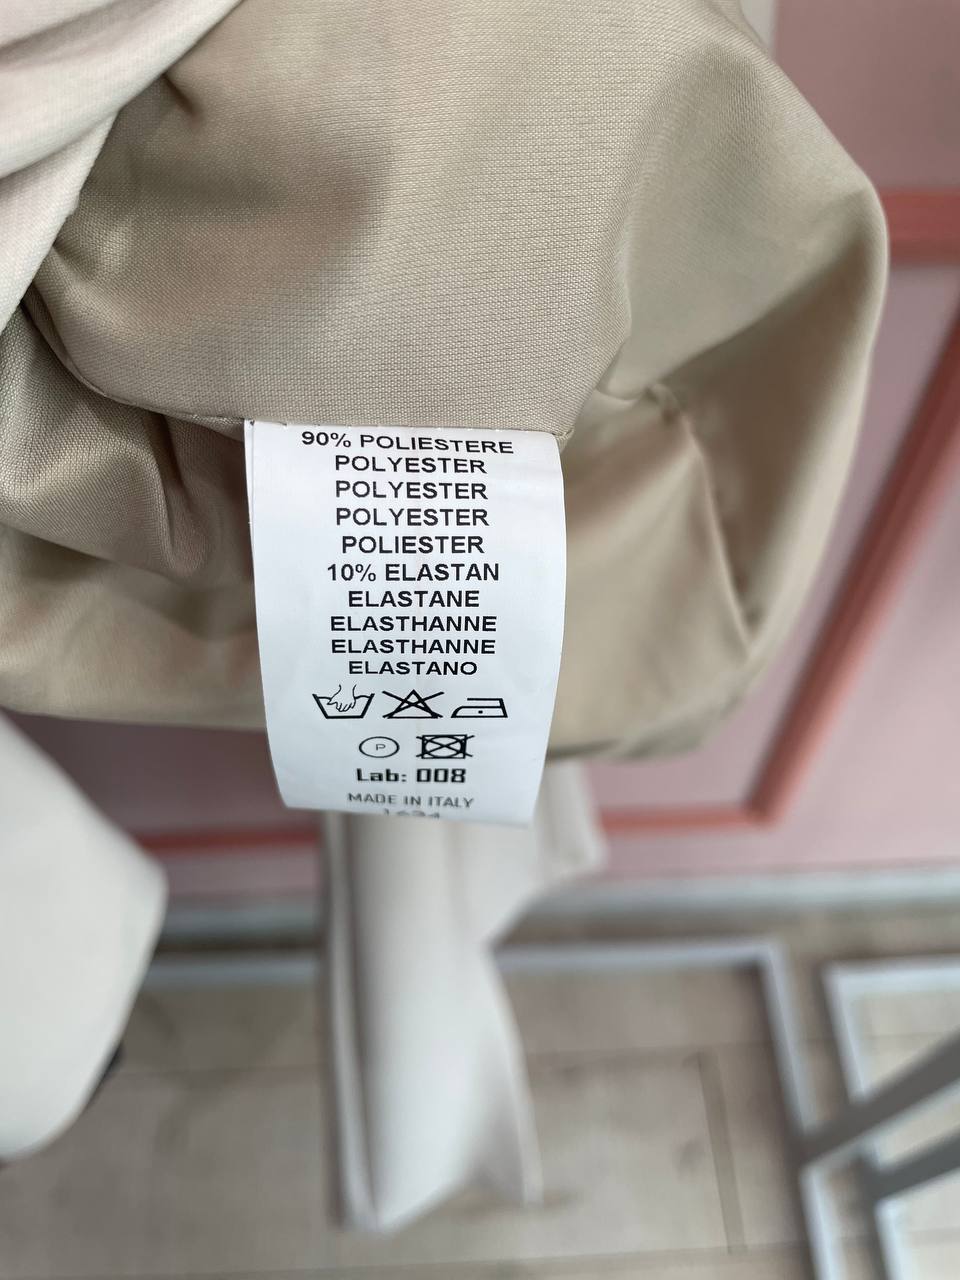 90% POLIESTERE
POLYESTER
POLYESTER
POLYESTER
POLIESTER
10% ELASTAN
ELASTANE
ELASTHANNE
ELASTHANNE
ELASTANO
P
Lab: 008
MADE IN ITALY